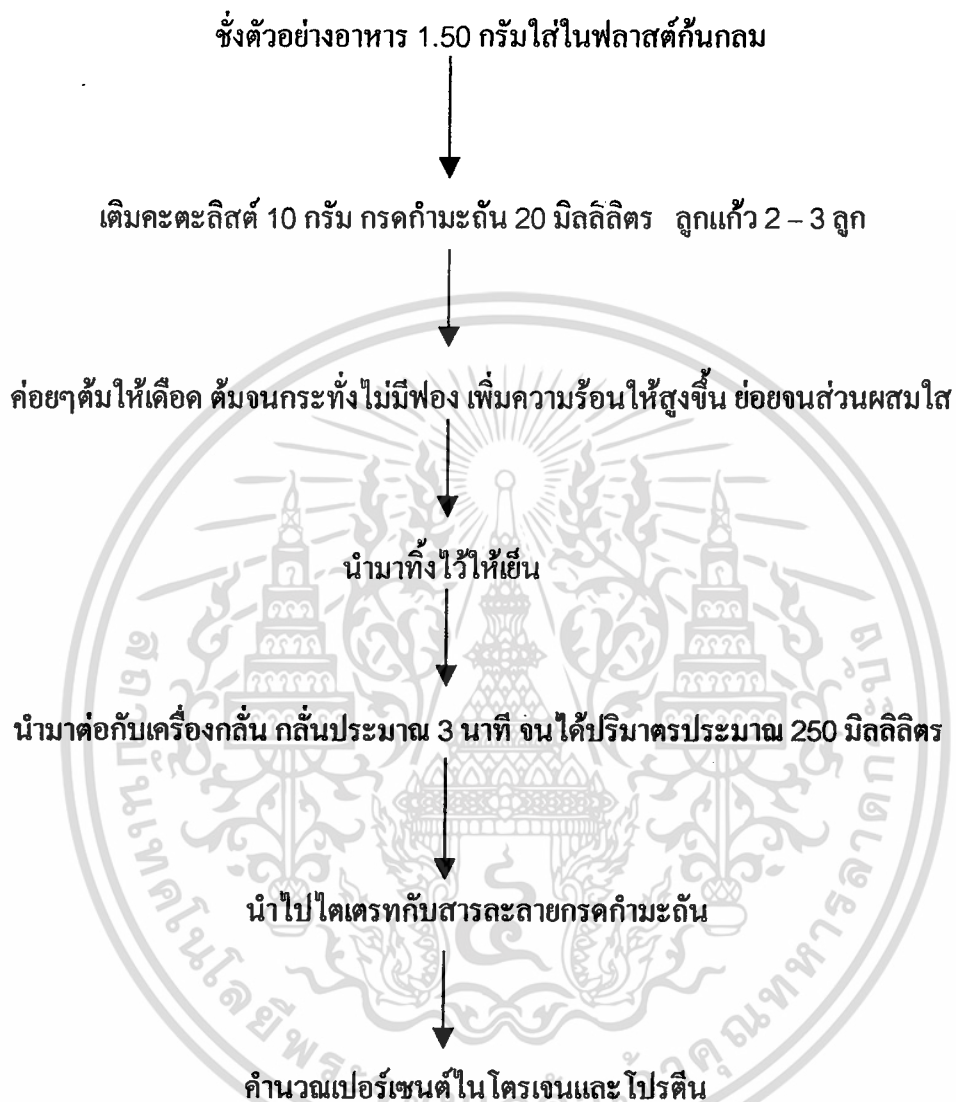 ชั่งตัวอย่างอาหาร 1.50 กรัมใส่ในฟลาสต์ก้นกลม
เติมคะตะลิสต์ 10 กรัม กรดกำมะถัน 20 มิลลิลิตร ลูกแก้ว 2 – 3 ลูก
ค่อยๆต้มให้เดือด ต้มจนกระทั่งไม่มีฟอง เพิ่มความร้อนให้สูงขึ้น ย่อยจนส่วนผสมใส
นำมาทิ้งไว้ให้เย็น
นำมาต่อกับเครื่องกลั่น กลั่นประมาณ 3 นาที จนได้ปริมาตรประมาณ 250 มิลลิลิตร
นำไปไตเตรทกับสารละลายกรดกำมะถัน
คำนวณเปอร์เซนต์ไนโตรเจนและโปรตีน